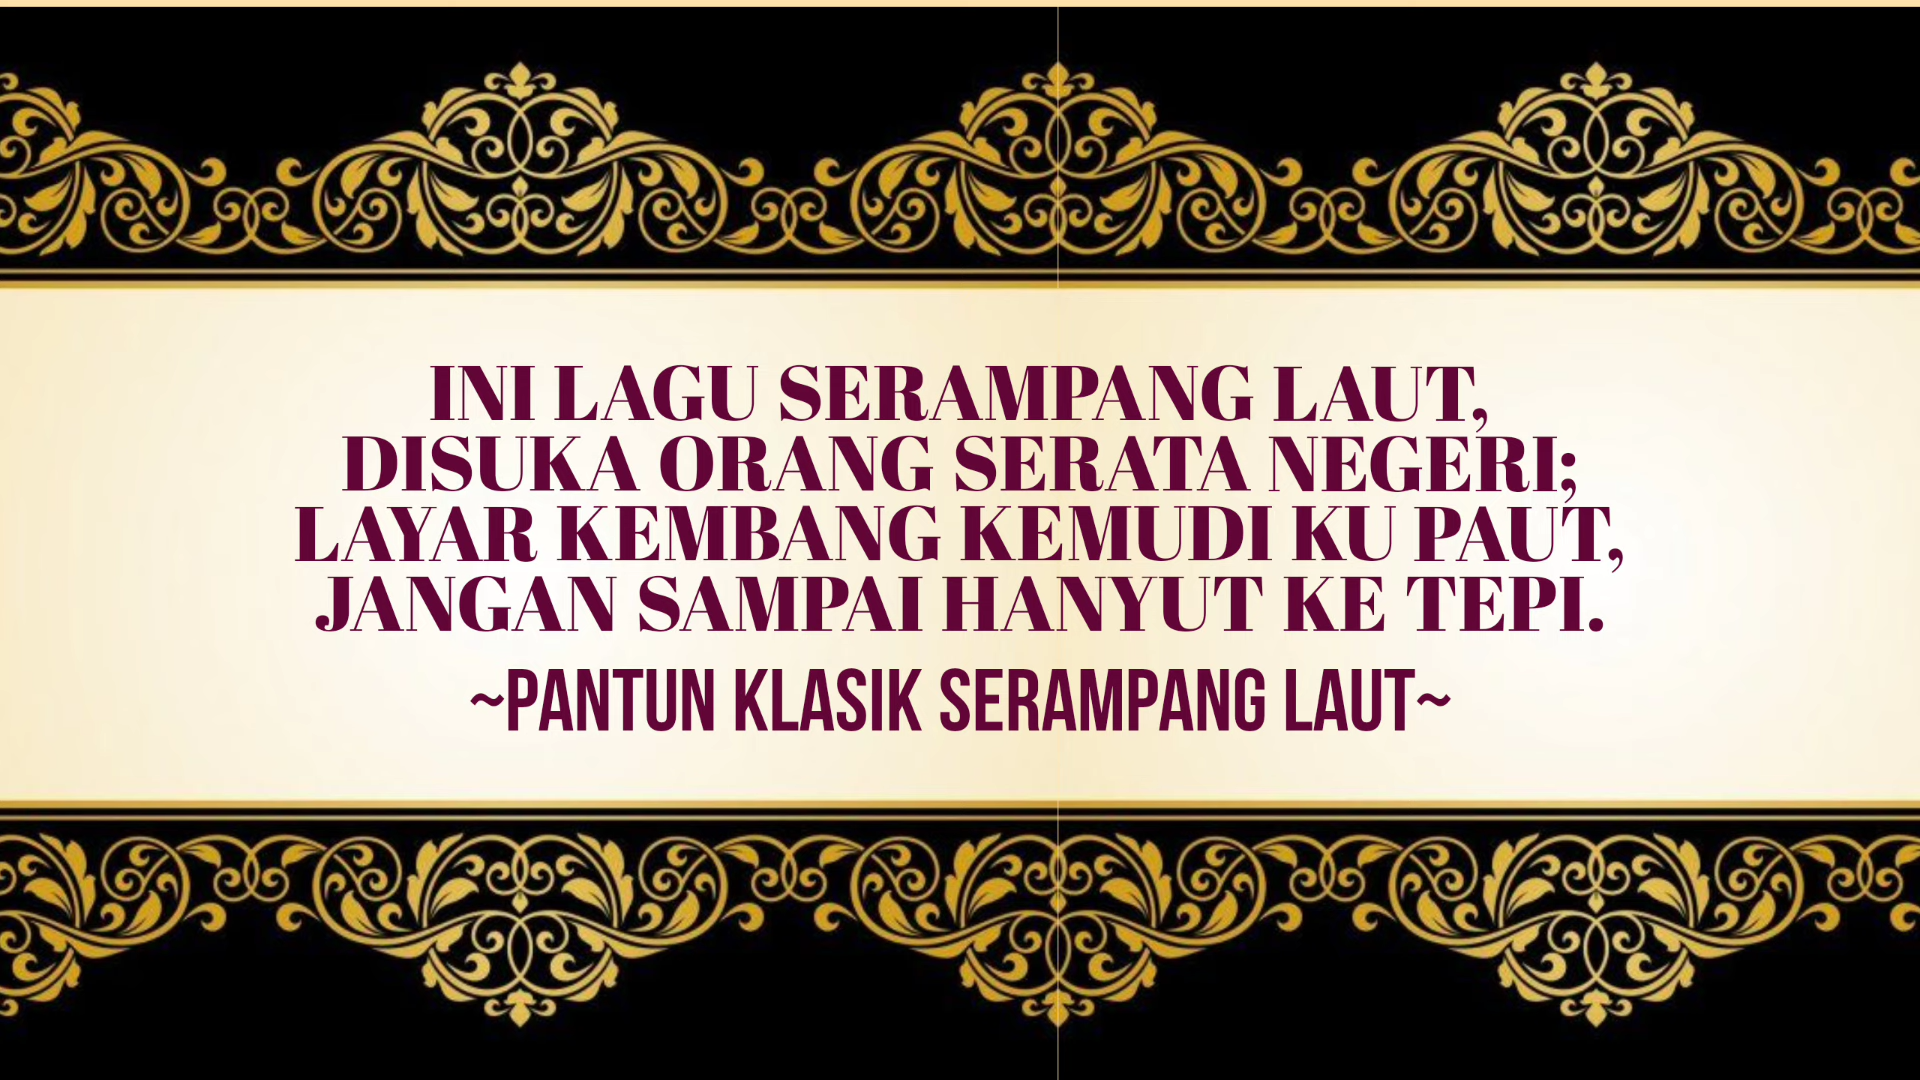 INI LAGU SERAMPANG LAUT,
DISUKA ORANG SERATA NEGERI;
LAYAR KEMBANG KEMUDI KU PAUT,
JANGAN SAMPAI HANYUT KE TEPI.
~PANTUN KLASIK SERAMPANG LAUT~